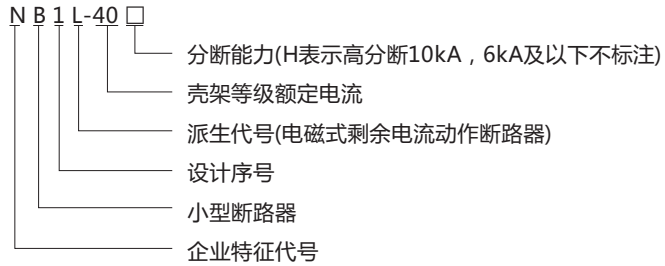 N B 1 L-40 □
分断能力(H表示高分断10kA，6kA及以下不标注)
壳架等级额定电流
派生代号(电磁式剩余电流动作断路器)
设计序号
小型断路器
企业特征代号